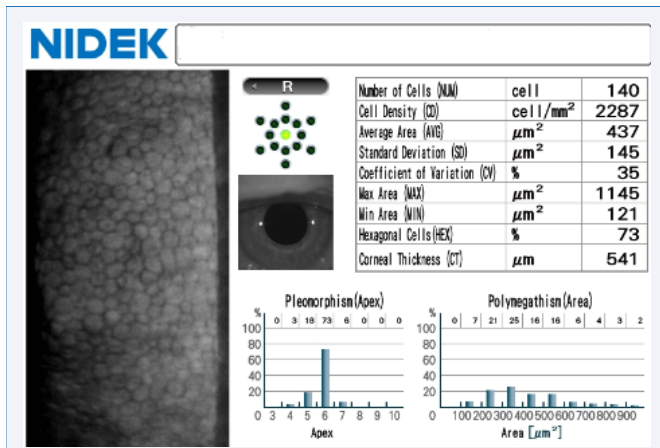 NIDEK
< R
Number of Cells (NUM) cell 140
Cell Density (CD) cell/mm² 2287
Average Area (AVG) μm² 437
Standard Deviation (SD) μm² 145
Coefficient of Variation (CV) % 35
Max Area (MAX) μm² 1145
Min Area (MIN) μm² 121
Hexagonal Cells(HEX) % 73
Corneal Thickness (CT) μm 541
Pleomorphism(Apex)
% 0 3 18 73 6 0 0 0
100
80
60
40
20
0 3 4 5 6 7 8 9 10
Apex
Polymegathism(Area)
% 0 7 21 25 16 16 6 4 3 2
100
80
60
40
20
0 100 200 300 400 500 600 700 800 900
Area [μm²]